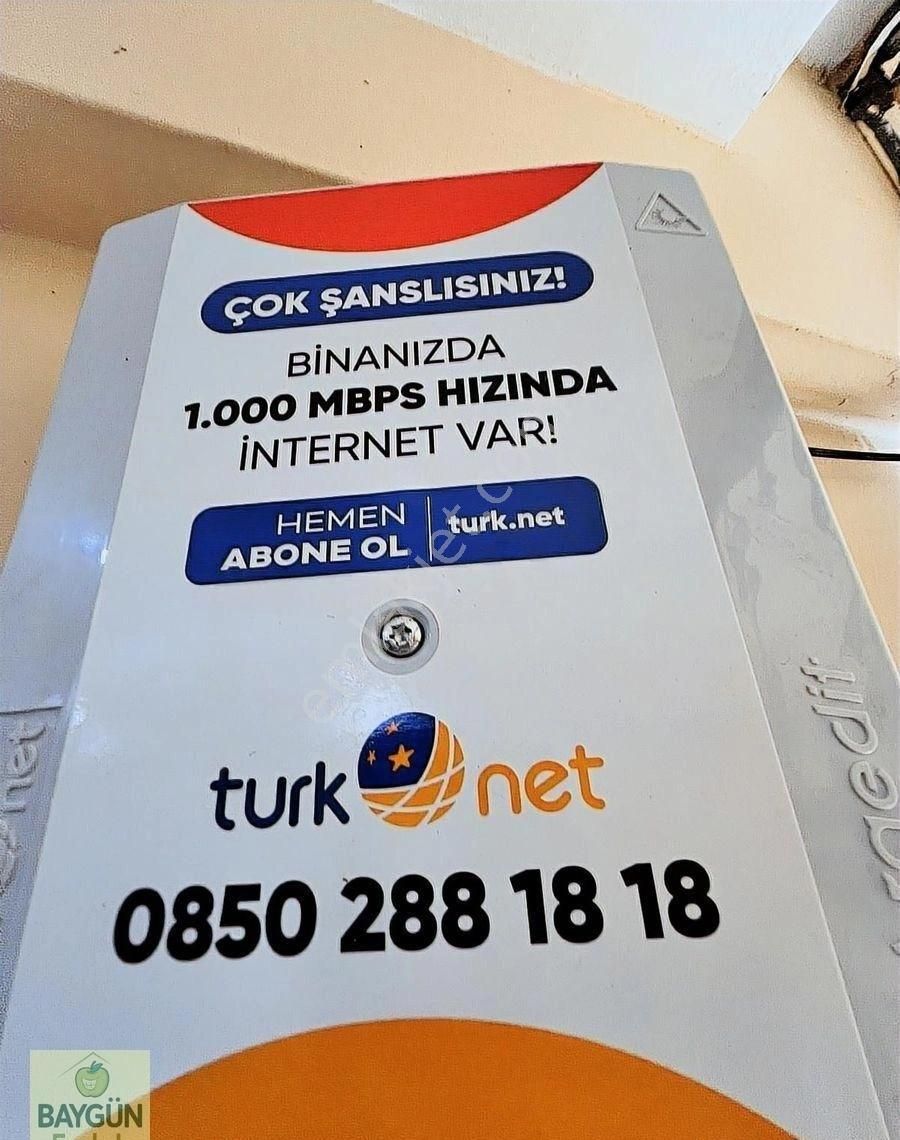 ÇOK ŞANSLISINIZ!
BİNANIZDA
1.000 MBPS HIZINDA
İNTERNET VAR!
HEMEN
ABONE OL
turk.net
turk net
0850 288 18 18
net
BAYGÜN